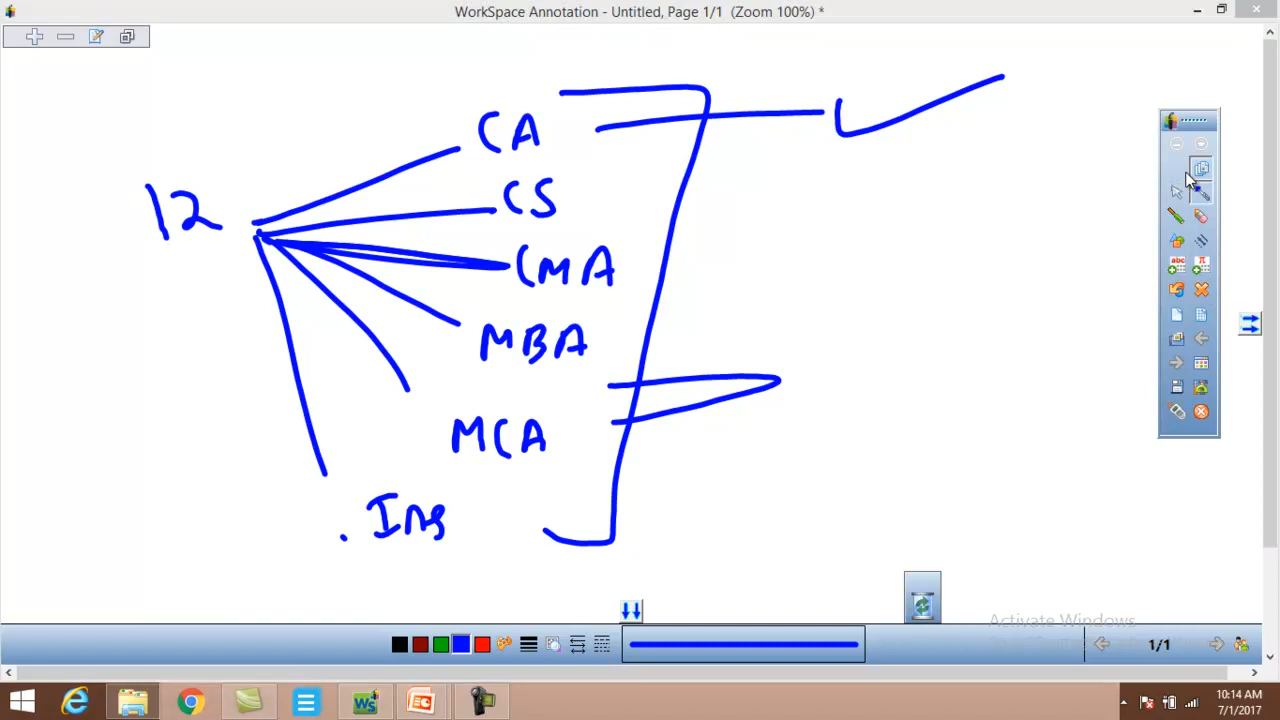 WorkSpace Annotation - Untitled, Page 1/1 (Zoom 100%) *
CA
12
CS
CMA
MBA
MCA
. Ins
Activate Windows
1/1
10:14 AM
7/1/2017